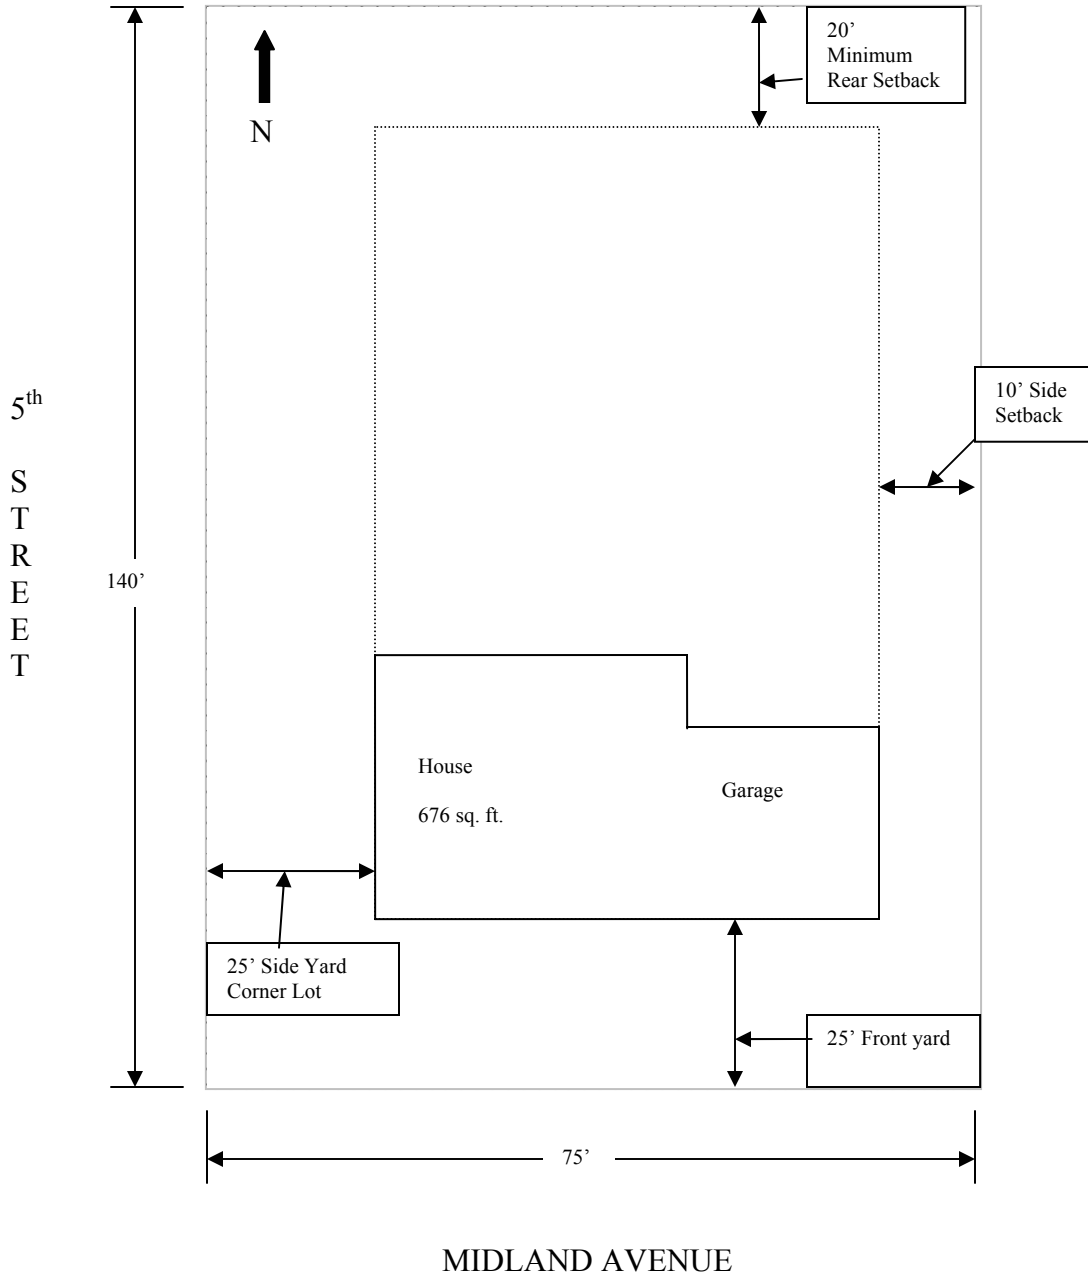 20’
Minimum
Rear Setback
N
10’ Side
Setback
5th
S
T
R
E
E
T
140’
House
676 sq. ft.
Garage
25’ Side Yard
Corner Lot
25’ Front yard
75’
MIDLAND AVENUE